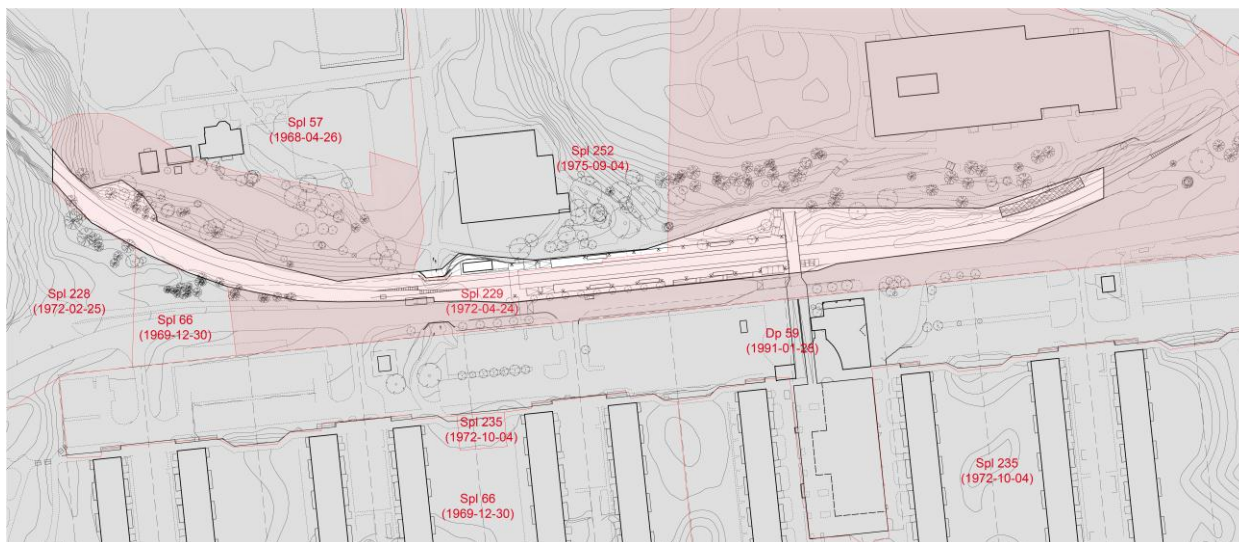 Spl 57
(1968-04-26)
Spl 252
(1975-09-04)
Spl 228
(1972-02-25)
Spl 66
(1969-12-30)
Spl 229
(1972-04-24)
Dp 59
(1991-01-25)
Spl 235
(1972-10-04)
Spl 66
(1969-12-30)
Spl 235
(1972-10-04)